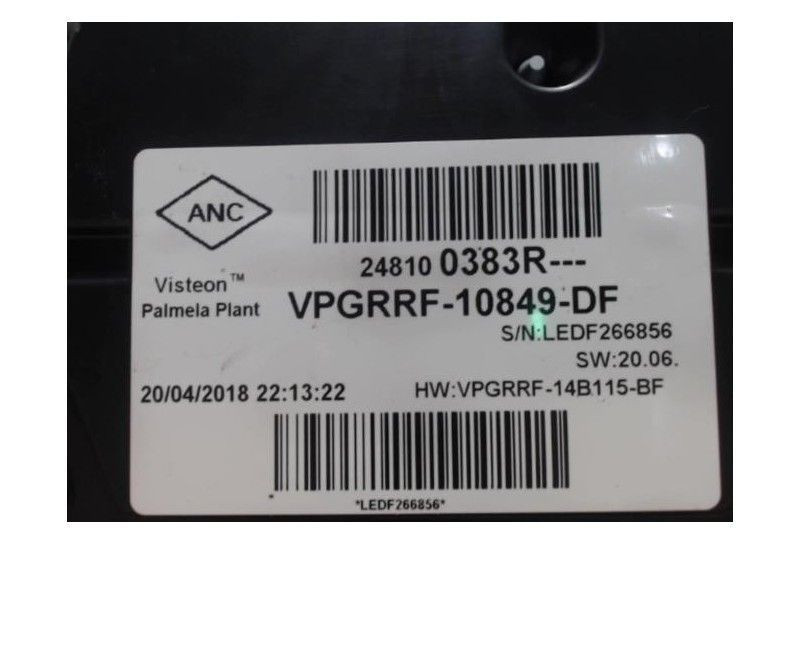 ANC
24810 0383R---
Visteon™
VPGRRF-10849-DF
Palmela Plant
S/N:LEDF266856
SW:20.06.
20/04/2018 22:13:22 HW:VPGRRF-14B115-BF
*LEDF266856*